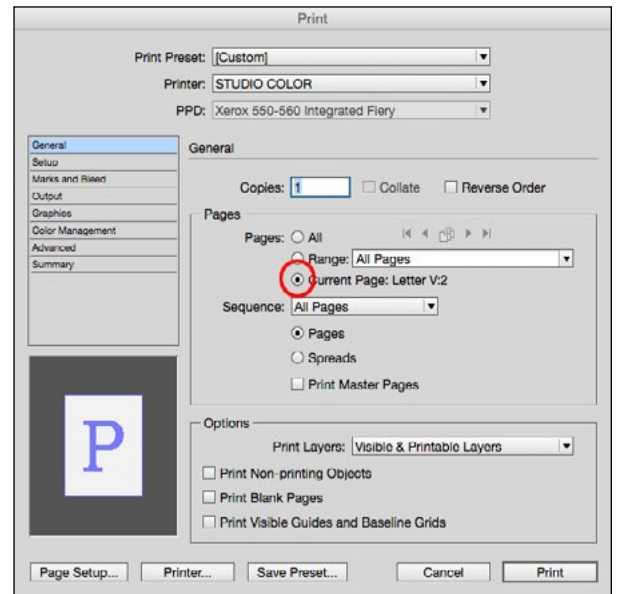 Print
Print Preset: [Custom]
Printer: STUDIO COLOR
PPD: Xerox 550-560 Integrated Fiery
General
Setup
Marks and Bleed
Output
Graphics
Color Management
Advanced
Summary
General
Copies: 1 Collate Reverse Order
Pages
Pages: All
Range: All Pages
Current Page: Letter V:2
Sequence: All Pages
Pages
Spreads
Print Master Pages
Options
Print Layers: Visible & Printable Layers
Print Non-printing Objects
Print Blank Pages
Print Visible Guides and Baseline Grids
P
Page Setup... Printer... Save Preset... Cancel Print